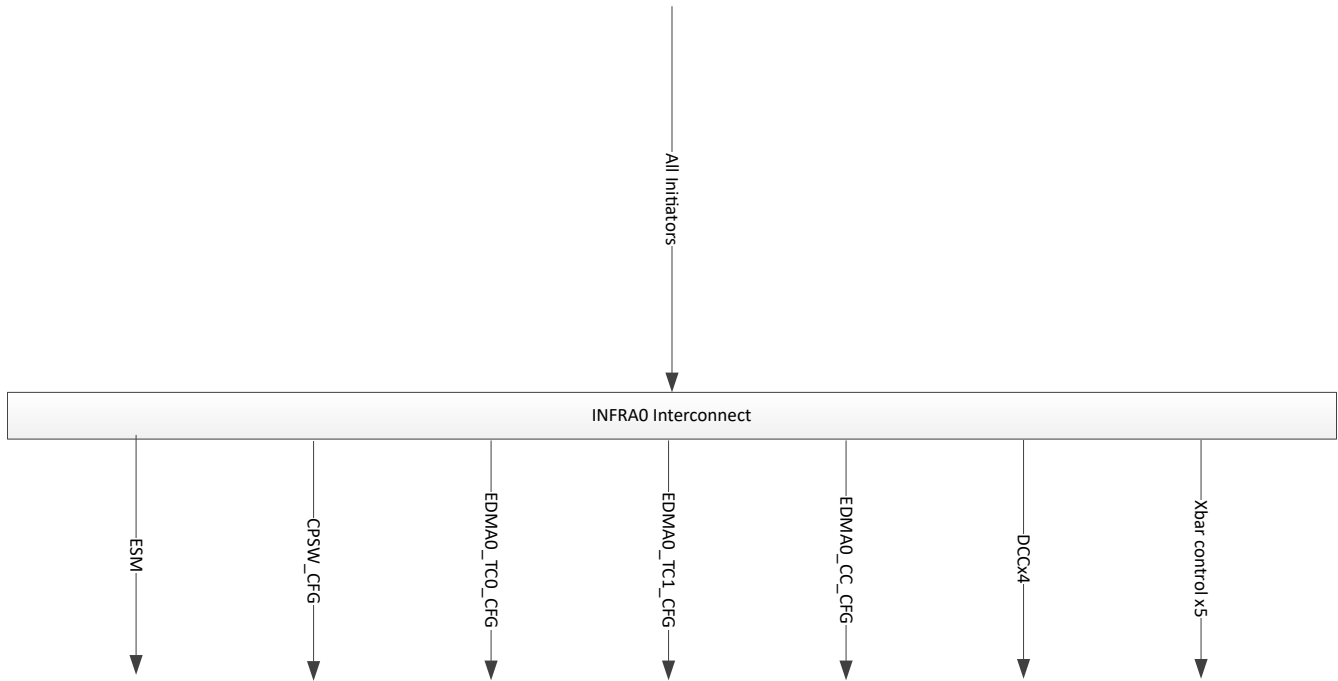 All Initiators
INFRA0 Interconnect
ESM
CPSW_CFG
EDMA0_TC0_CFG
EDMA0_TC1_CFG
EDMA0_CC_CFG
DCCx4
Xbar control x5